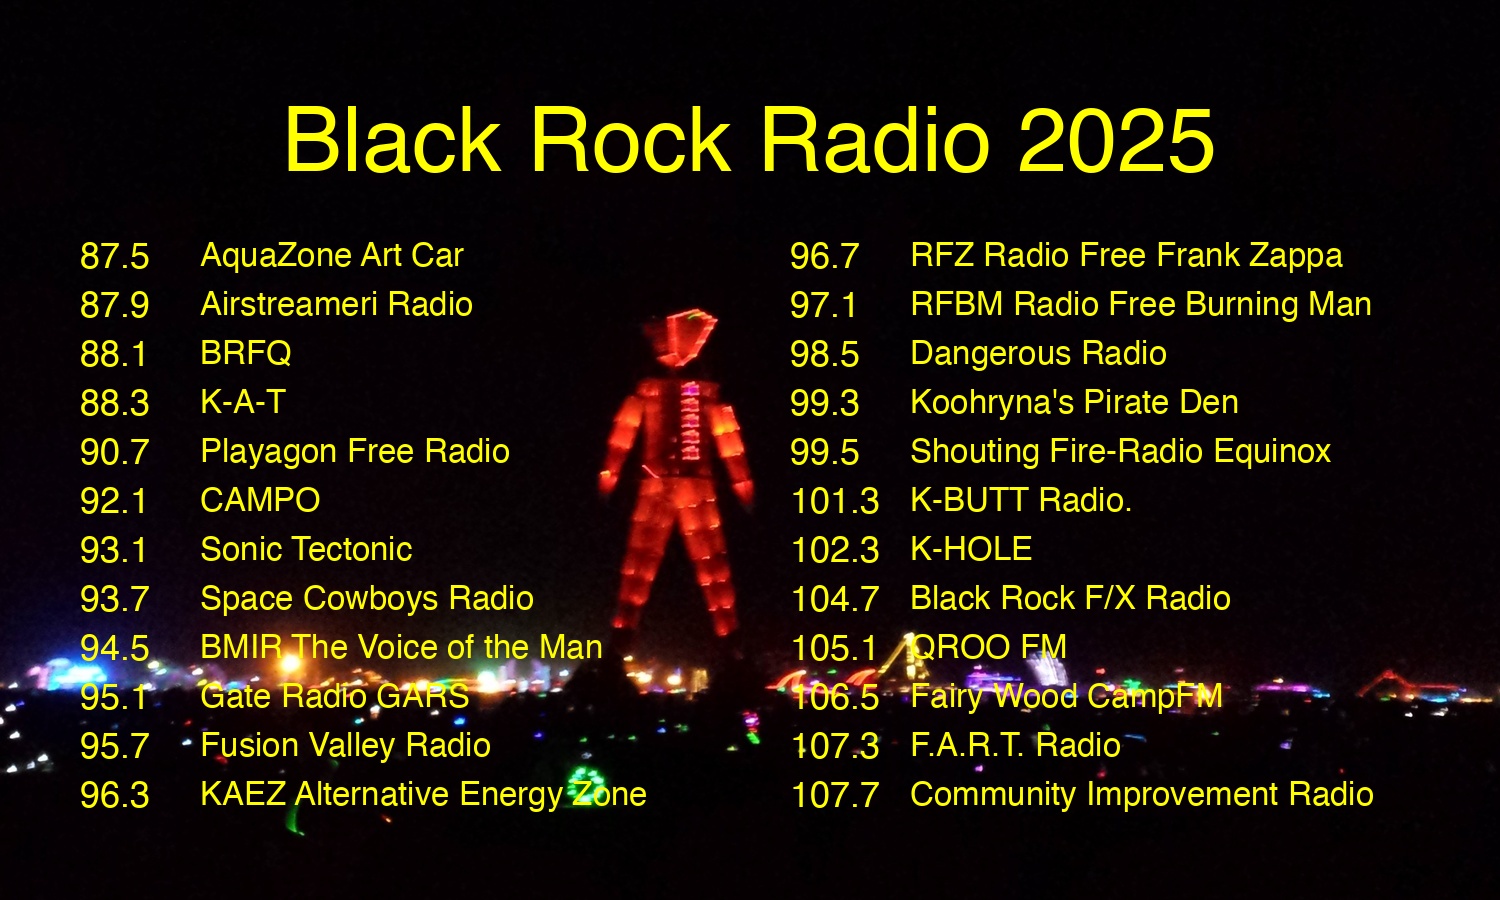 Black Rock Radio 2025
87.5 AquaZone Art Car
87.9 Airstreameri Radio
88.1 BRFQ
88.3 K-A-T
90.7 Playagon Free Radio
92.1 CAMPO
93.1 Sonic Tectonic
93.7 Space Cowboys Radio
94.5 BMIR The Voice of the Man
95.1 Gate Radio GARS
95.7 Fusion Valley Radio
96.3 KAEZ Alternative Energy Zone
96.7 RFZ Radio Free Frank Zappa
97.1 RFBM Radio Free Burning Man
98.5 Dangerous Radio
99.3 Koohryna's Pirate Den
99.5 Shouting Fire-Radio Equinox
101.3 K-BUTT Radio.
102.3 K-HOLE
104.7 Black Rock F/X Radio
105.1 QROO FM
106.5 Fairy Wood CampFM
107.3 F.A.R.T. Radio
107.7 Community Improvement Radio